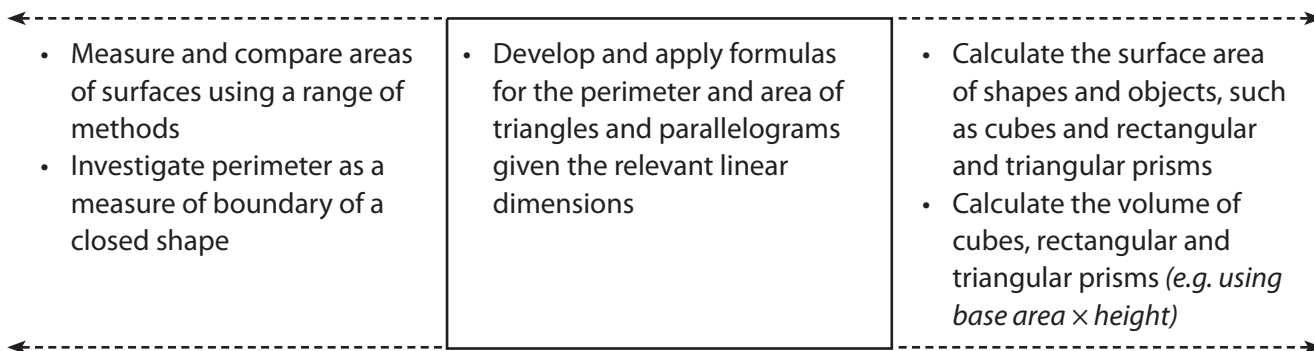 • Measure and compare areas
of surfaces using a range of
methods
• Investigate perimeter as a
measure of boundary of a
closed shape
• Develop and apply formulas
for the perimeter and area of
triangles and parallelograms
given the relevant linear
dimensions
• Calculate the surface area
of shapes and objects, such
as cubes and rectangular
and triangular prisms
• Calculate the volume of
cubes, rectangular and
triangular prisms (e.g. using
base area × height)